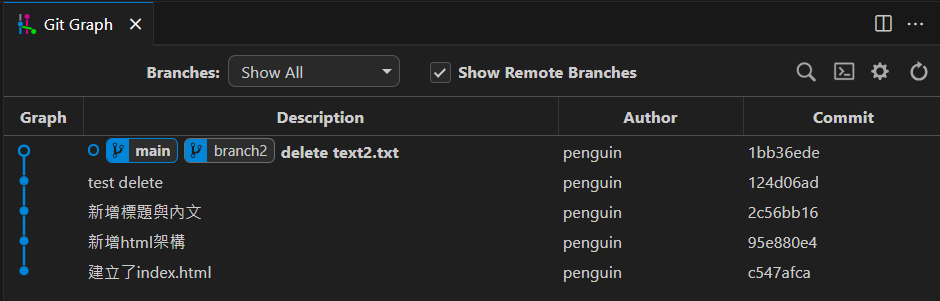 Git Graph
Branches: Show All Show Remote Branches
Graph Description Author Commit
main branch2 delete text2.txt penguin 1bb36ede
test delete penguin 124d06ad
新增標題與內文 penguin 2c56bb16
新增html架構 penguin 95e880e4
建立了index.html penguin c547afca